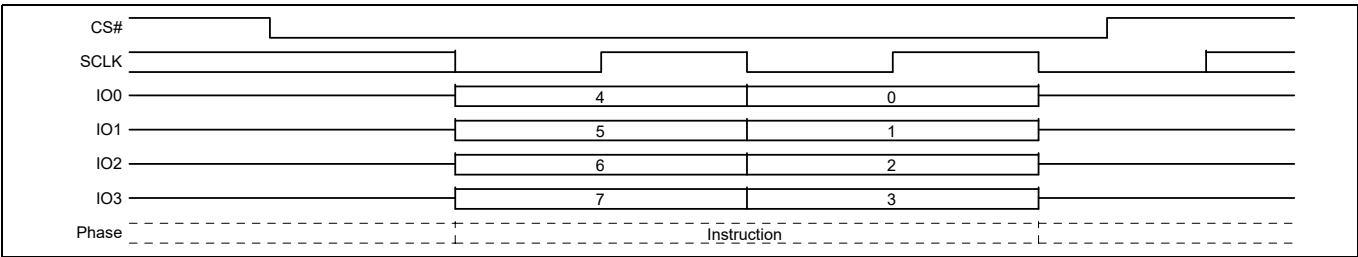 CS#
SCLK
IO0 4 0
IO1 5 1
IO2 6 2
IO3 7 3
Phase Instruction